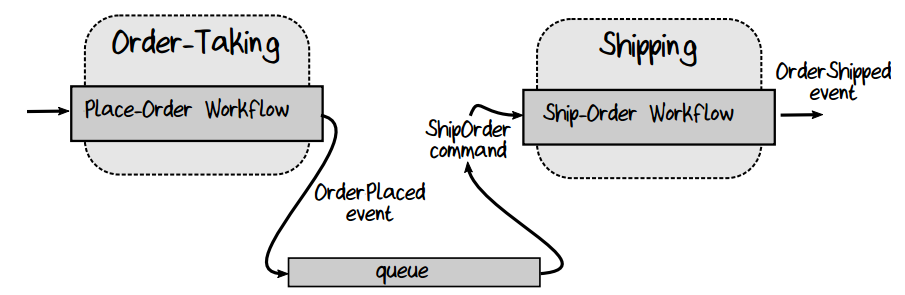 Order-Taking
Place-Order Workflow
OrderPlaced
event
queue
ShipOrder
command
Shipping
Ship-Order Workflow
OrderShipped
event